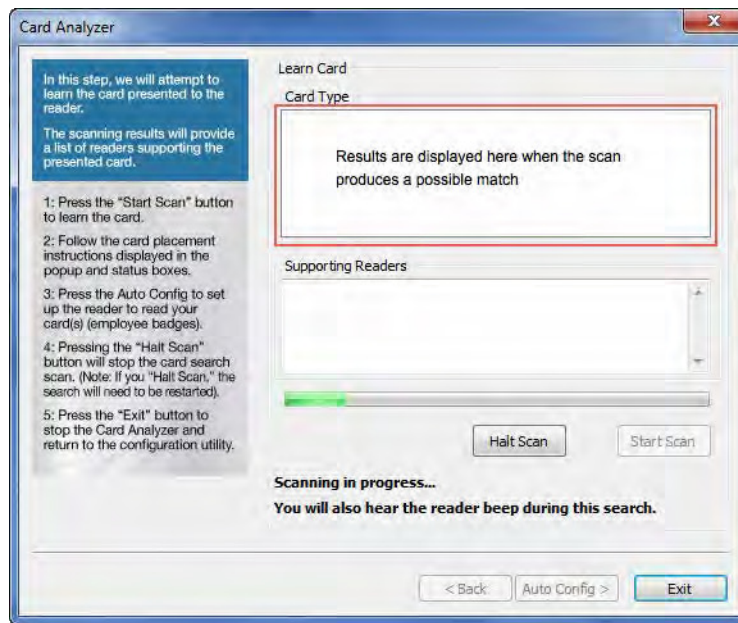 Card Analyzer
X
In this step, we will attempt to
learn the card presented to the
reader.
The scanning results will provide
a list of readers supporting the
presented card.
1: Press the "Start Scan" button
to learn the card.
2: Follow the card placement
instructions displayed in the
popup and status boxes.
3: Press the Auto Config to set
up the reader to read your
card(s) (employee badges).
4: Pressing the "Halt Scan"
button will stop the card search
scan. (Note: If you "Halt Scan," the
search will need to be restarted).
5: Press the "Exit" button to
stop the Card Analyzer and
return to the configuration utility.
Learn Card
Card Type
Results are displayed here when the scan
produces a possible match
Supporting Readers
Halt Scan Start Scan
Scanning in progress...
You will also hear the reader beep during this search.
< Back Auto Config > Exit